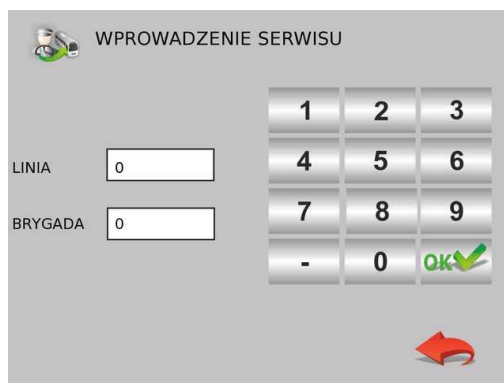 WPROWADZENIE SERWISU
1 2 3
LINIA 0
4 5 6
7 8 9
BRYGADA 0
- 0 OK